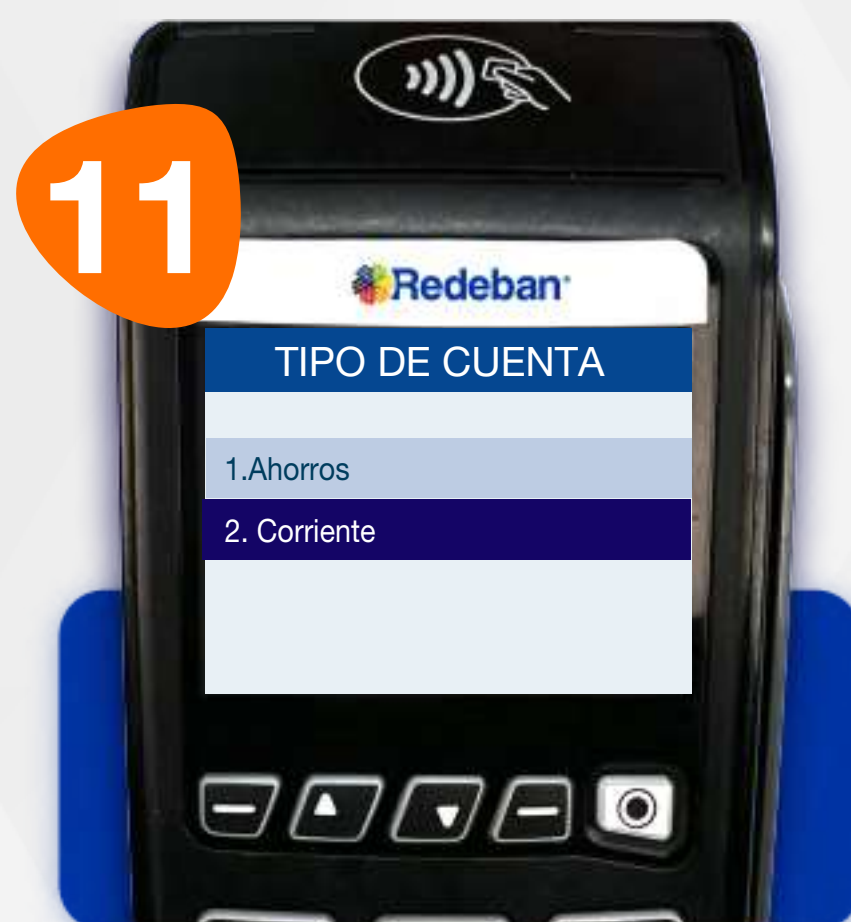 11
Redeban
TIPO DE CUENTA
1.Ahorros
2. Corriente